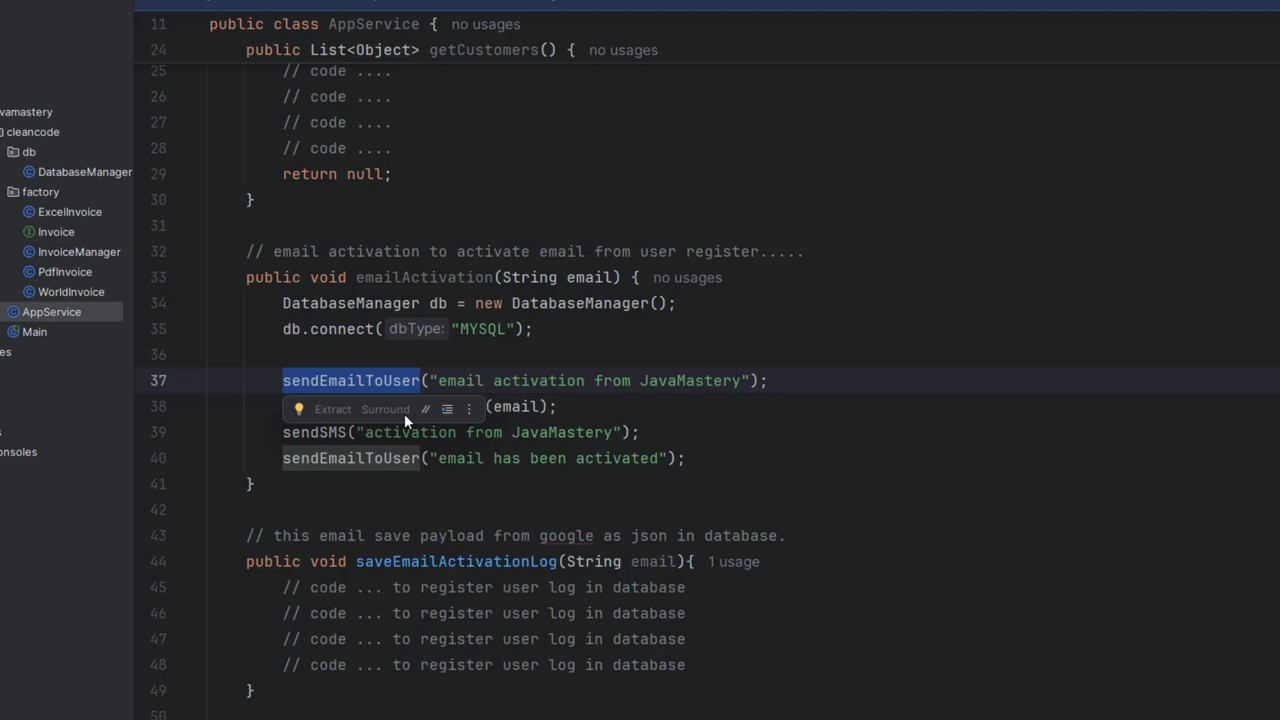 11 public class AppService { no usages
24 public List<Object> getCustomers() { no usages
25 // code ....
26 // code ....
27 // code ....
28 // code ....
29 return null;
30 }
31
32 // email activation to activate email from user register.....
33 public void emailActivation(String email) { no usages
34 DatabaseManager db = new DatabaseManager();
35 db.connect( dbType: "MYSQL");
36
37 sendEmailToUser("email activation from JavaMastery");
38 (email);
Extract Surround
39 sendSMS("activation from JavaMastery");
40 sendEmailToUser("email has been activated");
41 }
42
43 // this email save payload from google as json in database.
44 public void saveEmailActivationLog(String email){ 1 usage
45 // code ... to register user log in database
46 // code ... to register user log in database
47 // code ... to register user log in database
48 // code ... to register user log in database
49 }
50
vamastery
cleancode
db
DatabaseManager
factory
ExcelInvoice
Invoice
InvoiceManager
PdfInvoice
WorldInvoice
AppService
Main
es
onsoles